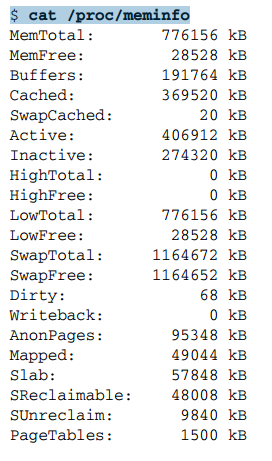 $ cat /proc/meminfo
MemTotal: 776156 kB
MemFree: 28528 kB
Buffers: 191764 kB
Cached: 369520 kB
SwapCached: 20 kB
Active: 406912 kB
Inactive: 274320 kB
HighTotal: 0 kB
HighFree: 0 kB
LowTotal: 776156 kB
LowFree: 28528 kB
SwapTotal: 1164672 kB
SwapFree: 1164652 kB
Dirty: 68 kB
Writeback: 0 kB
AnonPages: 95348 kB
Mapped: 49044 kB
Slab: 57848 kB
SReclaimable: 48008 kB
SUnreclaim: 9840 kB
PageTables: 1500 kB